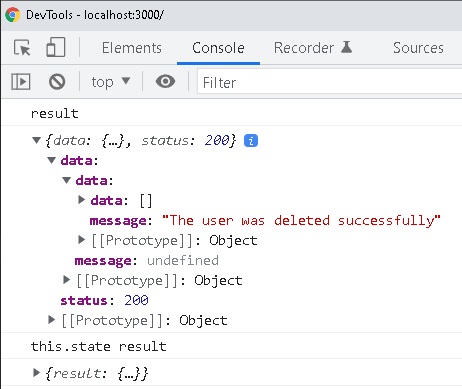 DevTools - localhost:3000/
Elements Console Recorder Sources
top Filter
result
{data: {…}, status: 200} i
data:
data:
data: []
message: "The user was deleted successfully"
[[Prototype]]: Object
message: undefined
[[Prototype]]: Object
status: 200
[[Prototype]]: Object
this.state result
{result: {…}}